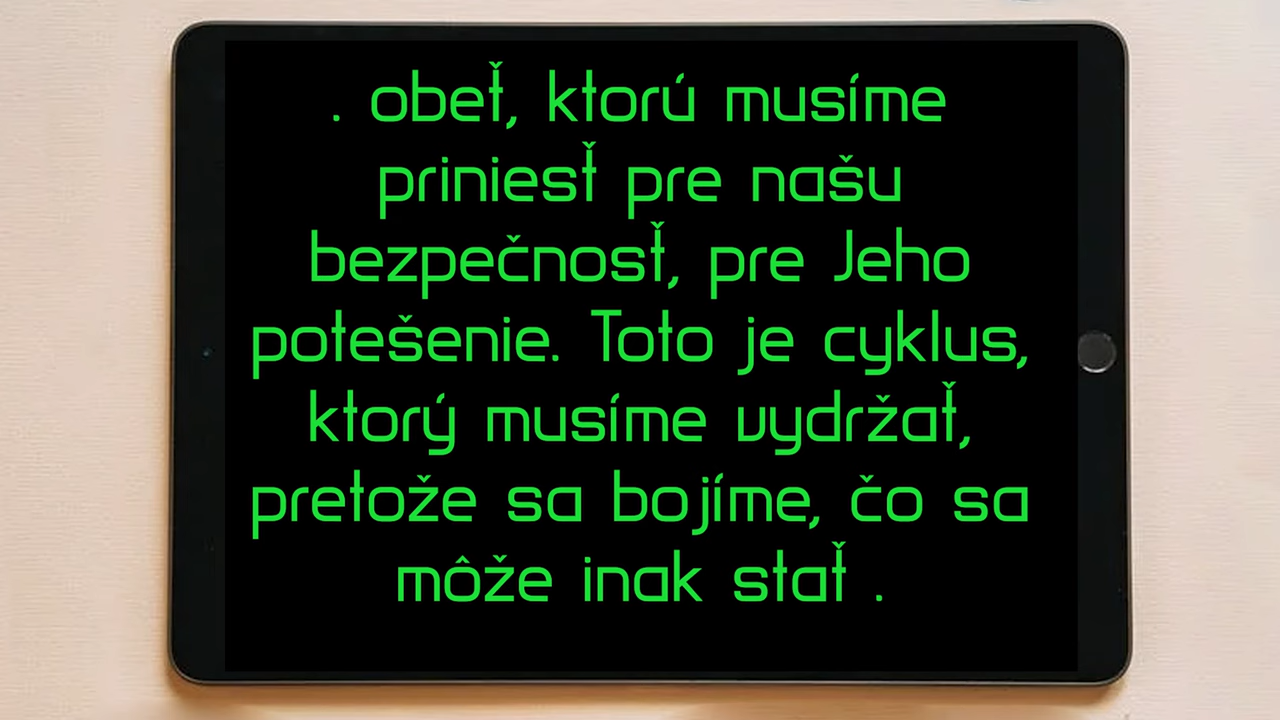 . obeť, ktorú musíme
priniesť pre našu
bezpečnosť, pre Jeho
potešenie. Toto je cyklus,
ktorý musíme vydržať,
pretože sa bojíme, čo sa
môže inak stať .